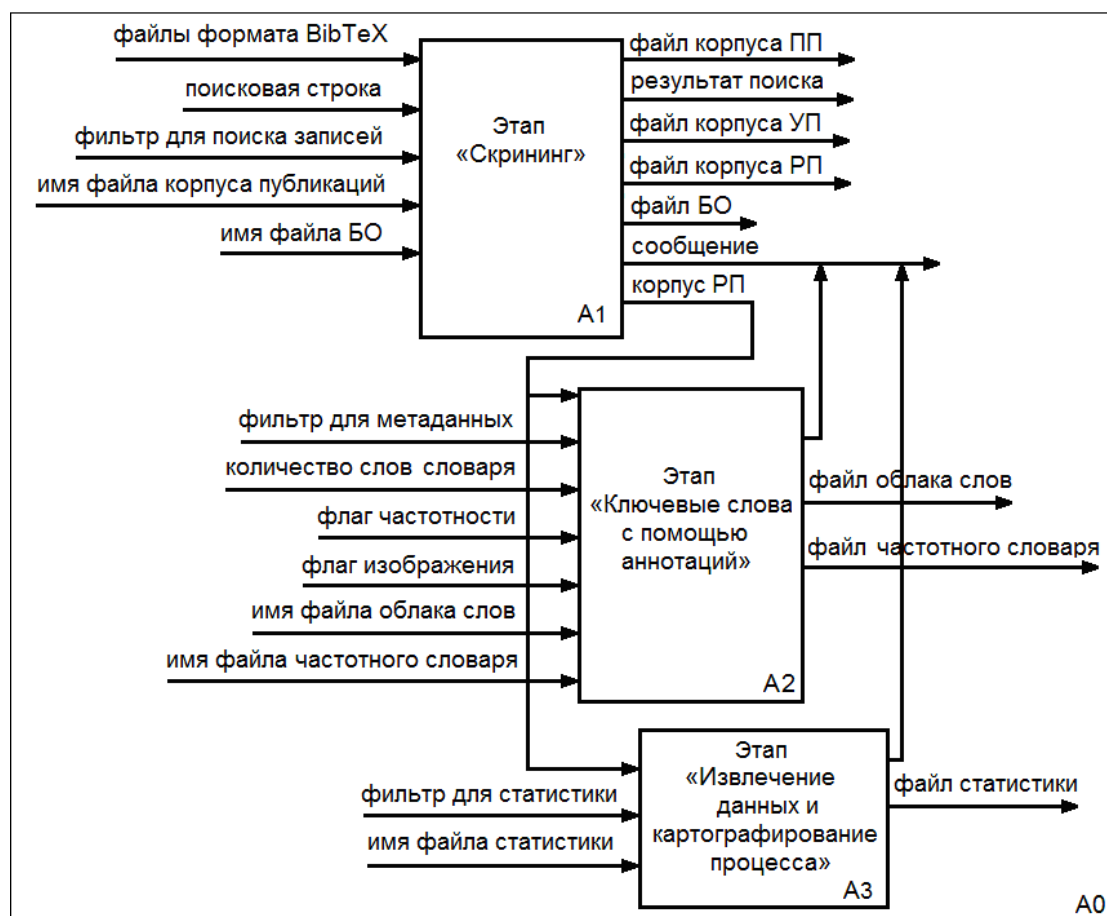 файлы формата BibTeX
поисковая строка
фильтр для поиска записей
имя файла корпуса публикаций
имя файла БО
Этап
«Скрининг»
А1
файл корпуса ПП
результат поиска
файл корпуса УП
файл корпуса РП
файл БО
сообщение
корпус РП
фильтр для метаданных
количество слов словаря
флаг частотности
флаг изображения
имя файла облака слов
имя файла частотного словаря
Этап
«Ключевые слова
с помощью
аннотаций»
А2
файл облака слов
файл частотного словаря
фильтр для статистики
имя файла статистики
Этап
«Извлечение
данных и
картографирование
процесса»
А3
файл статистики
А0